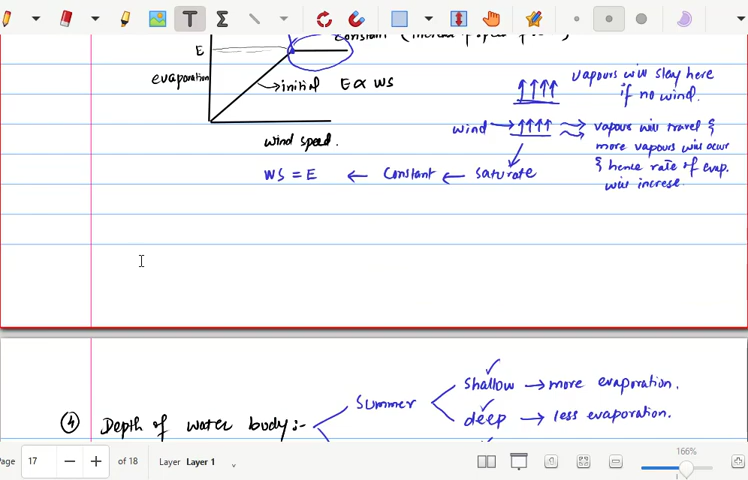 E
evaporation
initial E ∝ WS
wind speed.
vapours will stay here
if no wind.
wind → vapour will travel &
more vapours will occur
& hence rate of evap.
will increse.
WS = E ← constant ← saturate
④ Depth of water body:-
Summer
shallow → more evaporation.
deep → less evaporation.
Page 17 of 18 Layer Layer 1 166%